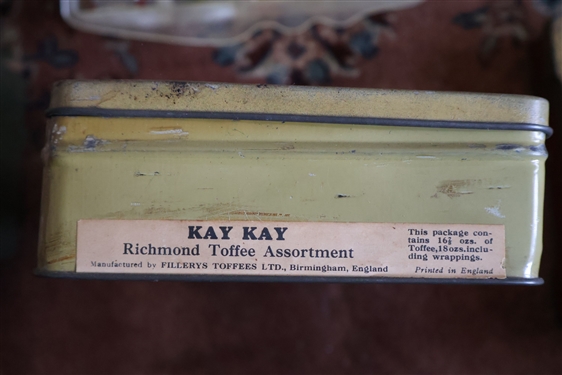 KAY KAY
Richmond Toffee Assortment
Manufactured by FILLERYS TOFFEES LTD., Birmingham, England
This package con-
tains 16½ ozs. of
Toffee,18ozs.inclu-
ding wrappings.
Printed in England